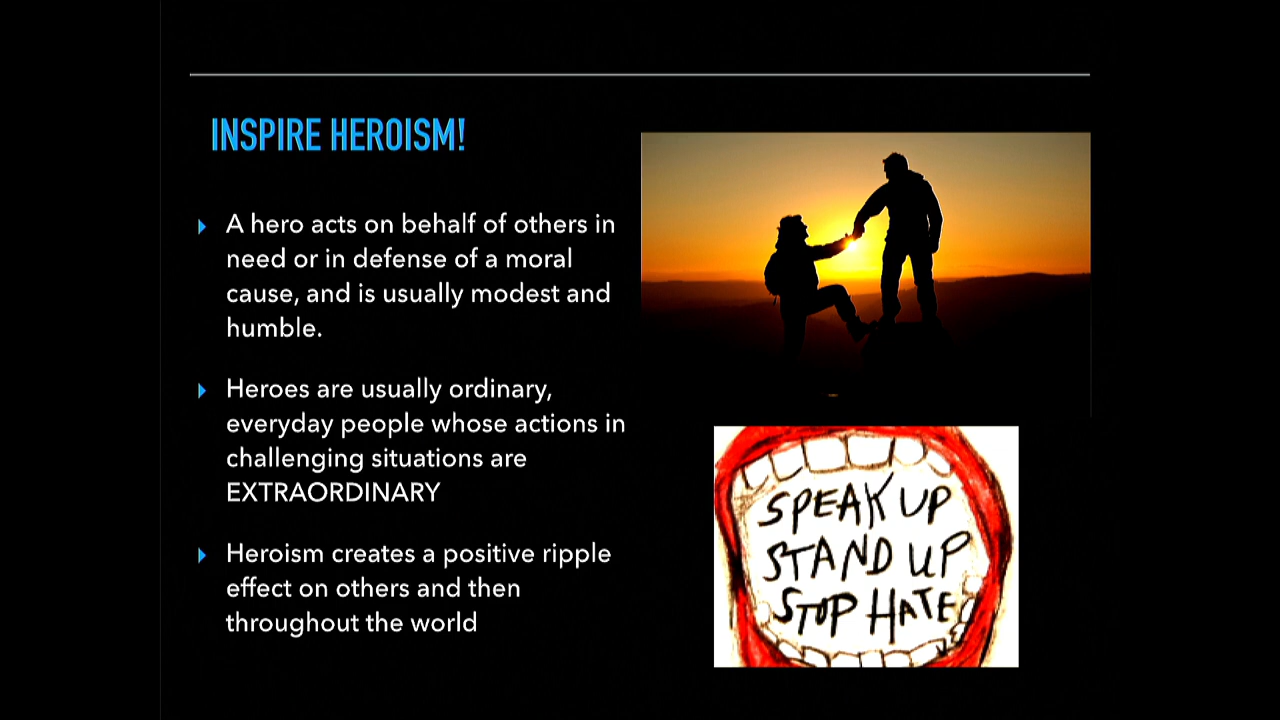 INSPIRE HEROISM!
A hero acts on behalf of others in
need or in defense of a moral
cause, and is usually modest and
humble.
Heroes are usually ordinary,
everyday people whose actions in
challenging situations are
EXTRAORDINARY
Heroism creates a positive ripple
effect on others and then
throughout the world
SPEAK UP
STAND UP
STOP HATE